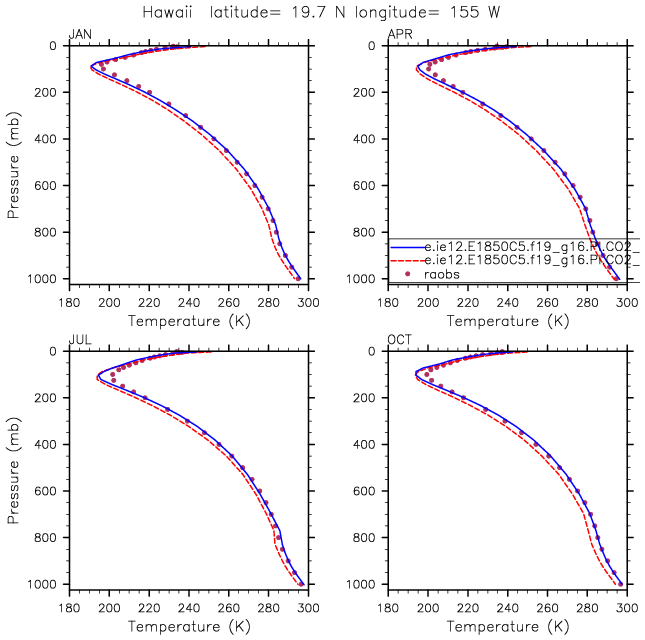 Hawaii latitude= 19.7 N longitude= 155 W
JAN
APR
0
200
400
600
800
1000
Pressure (mb)
180 200 220 240 260 280 300
Temperature (K)
0
200
400
600
800
1000
e.ie12.E1850C5.f19_g16.PI.CO2_
e.ie12.E1850C5.f19_g16.PI.CO2_
raobs
180 200 220 240 260 280 300
Temperature (K)
JUL
OCT
0
200
400
600
800
1000
Pressure (mb)
180 200 220 240 260 280 300
Temperature (K)
0
200
400
600
800
1000
180 200 220 240 260 280 300
Temperature (K)